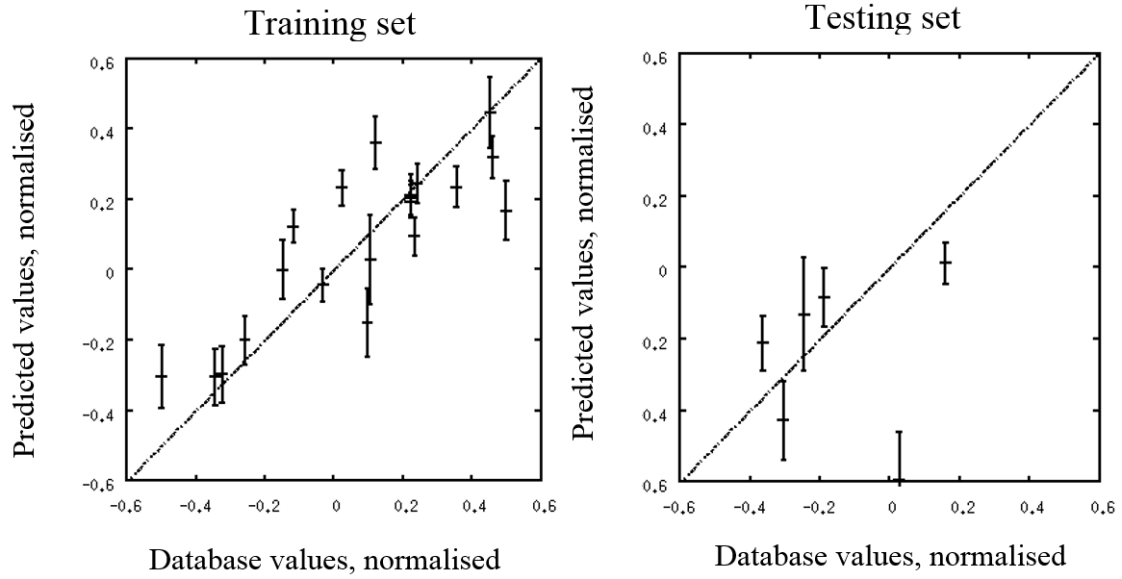 Training set
Predicted values, normalised
0.6
0.4
0.2
0
-0.2
-0.4
-0.6
-0.6 -0.4 -0.2 0 0.2 0.4 0.6
Database values, normalised
Testing set
Predicted values, normalised
0.6
0.4
0.2
0
0.2
0.4
0.6
-0.6 -0.4 -0.2 0 0.2 0.4 0.6
Database values, normalised